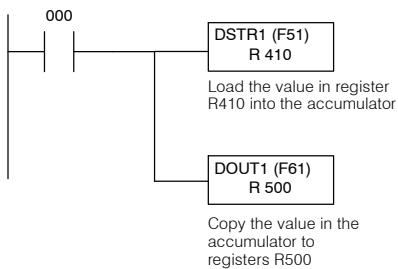 000
DSTR1 (F51)
R 410
Load the value in register
R410 into the accumulator
DOUT1 (F61)
R 500
Copy the value in the
accumulator to
registers R500